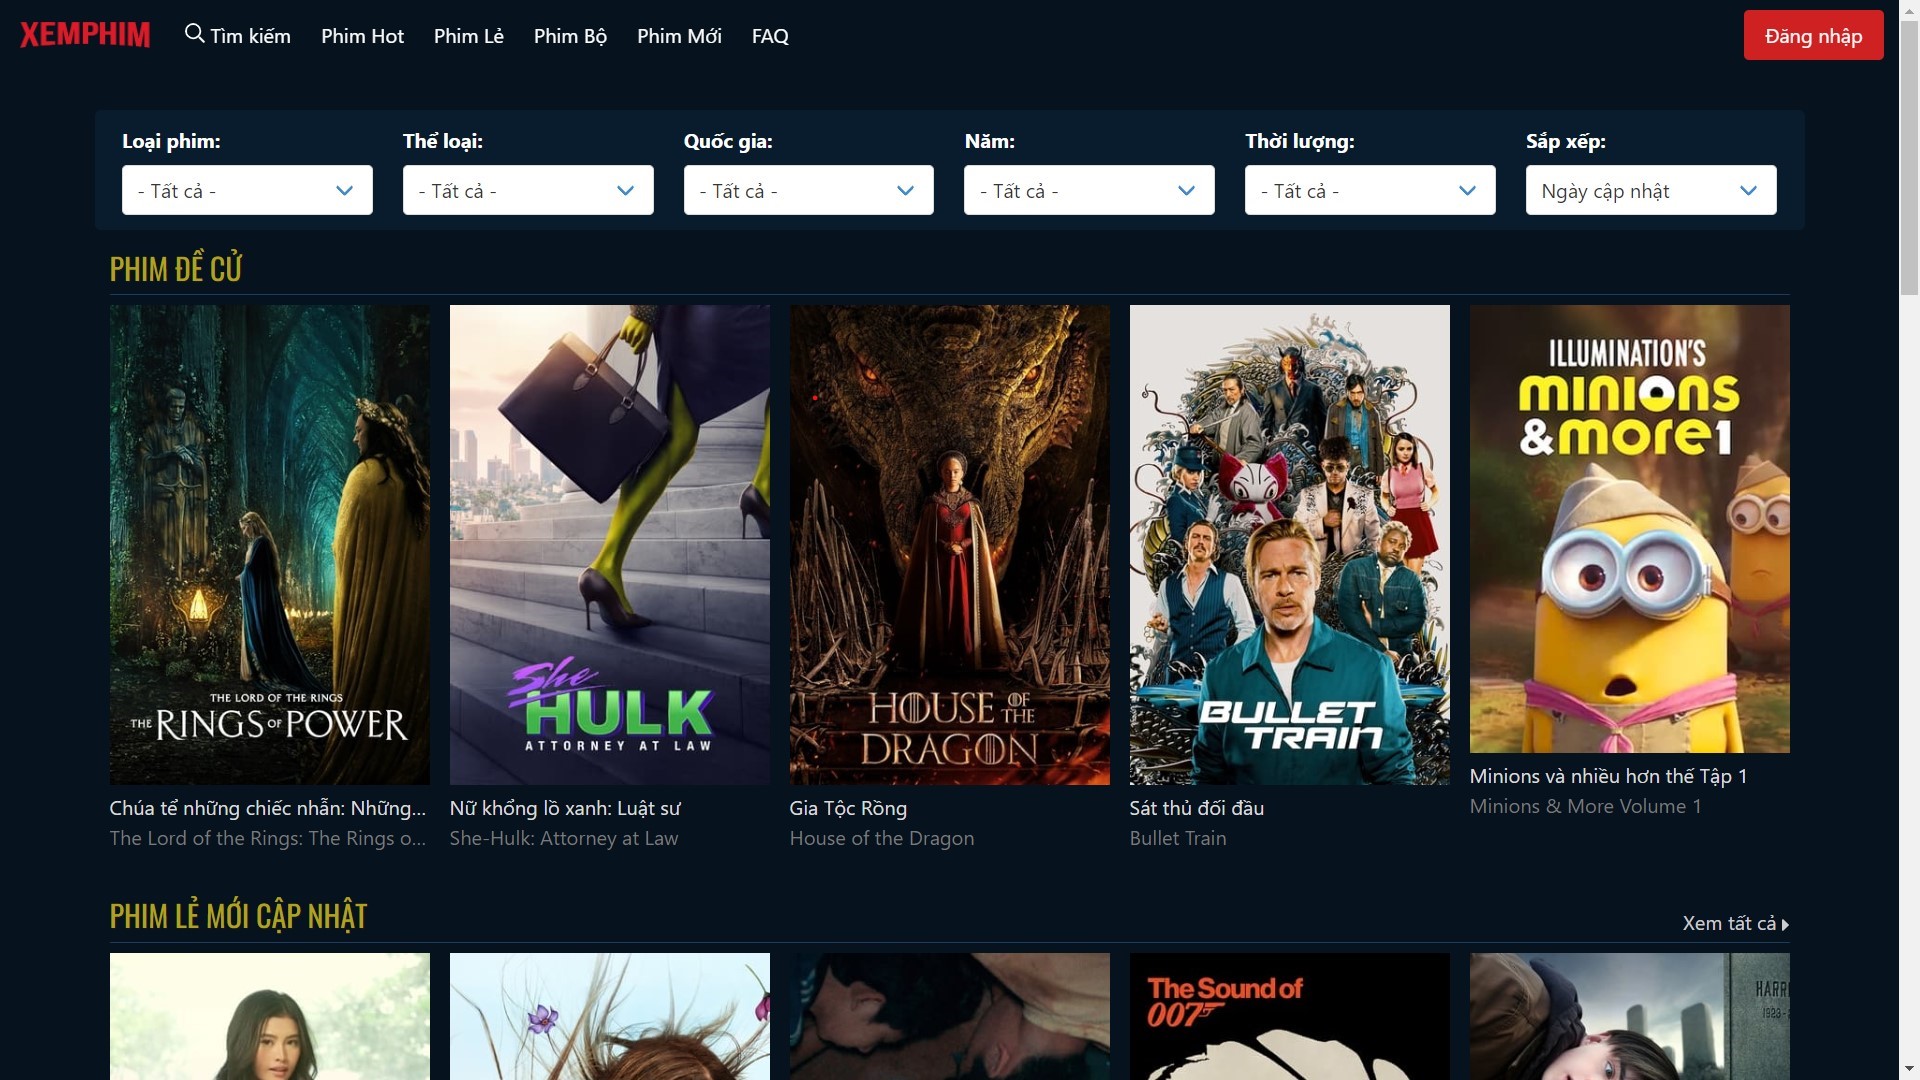 XEMPHIM
Tìm kiếm
Phim Hot
Phim Lẻ
Phim Bộ
Phim Mới
FAQ
Đăng nhập
Loại phim:
Thể loại:
Quốc gia:
Năm:
Thời lượng:
Sắp xếp:
- Tất cả -
- Tất cả -
- Tất cả -
- Tất cả -
- Tất cả -
Ngày cập nhật
PHIM ĐỀ CỬ
THE LORD OF THE RINGS
THE RINGS OF POWER
She
HULK
ATTORNEY AT LAW
HOUSE OF THE
DRAGON
BULLET
TRAIN
ILLUMINATION'S
minions
&more1
Chúa tể những chiếc nhẫn: Những...
The Lord of the Rings: The Rings o...
Nữ khổng lồ xanh: Luật sư
She-Hulk: Attorney at Law
Gia Tộc Rồng
House of the Dragon
Sát thủ đối đầu
Bullet Train
Minions và nhiều hơn thế Tập 1
Minions & More Volume 1
PHIM LẺ MỚI CẬP NHẬT
Xem tất cả
The Sound of
007
HARRI